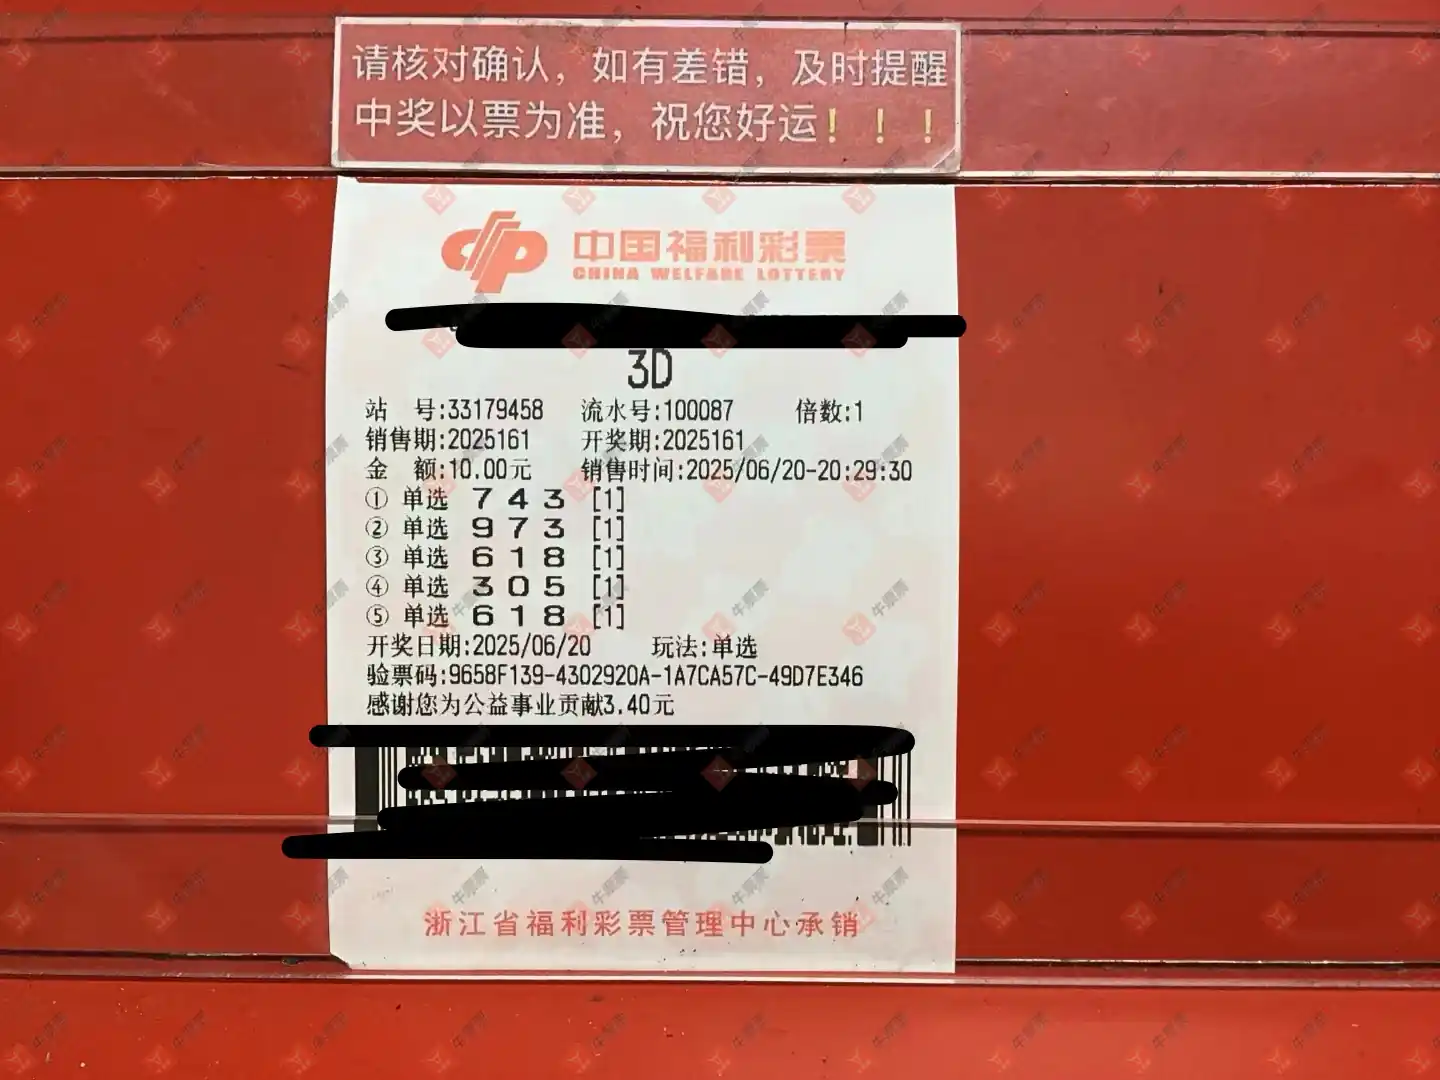 请核对确认，如有差错，及时提醒
中奖以票为准，祝您好运！！！
中国福利彩票
CHINA WELFARE LOTTERY
3D
站 号:33179458 流水号:100087 倍数:1
销售期:2025161 开奖期:2025161
金 额:10.00元 销售时间:2025/06/20-20:29:30
① 单选 7 4 3 [1]
② 单选 9 7 3 [1]
③ 单选 6 1 8 [1]
④ 单选 3 0 5 [1]
⑤ 单选 6 1 8 [1]
开奖日期:2025/06/20 玩法:单选
验票码:9658F139-4302920A-1A7CA57C-49D7E346
感谢您为公益事业贡献3.40元
浙江省福利彩票管理中心承销
牛票票